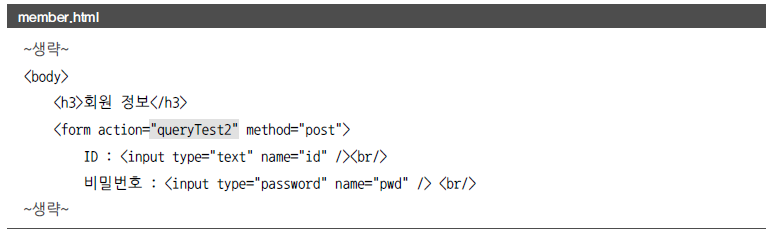 member.html
~생략~
<body>
<h3>회원 정보</h3>
<form action="queryTest2" method="post">
ID : <input type="text" name="id" /><br/>
비밀번호 : <input type="password" name="pwd" /> <br/>
~생략~